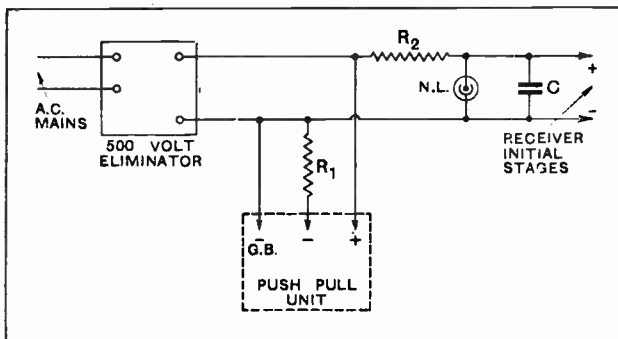 R2
N.L.
C
+
-
A.C.
MAINS
500 VOLT
ELIMINATOR
RECEIVER
INITIAL
STAGES
R1
- - +
G.B.
PUSH PULL
UNIT